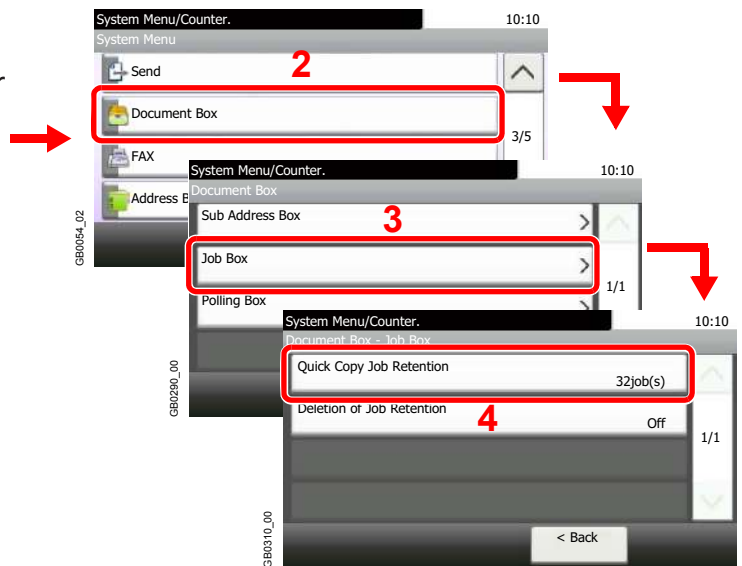 System Menu/Counter. 10:10
System Menu
Send
2
Document Box
3/5
FAX
Address B
GB0054_02
r
System Menu/Counter. 10:10
Document Box
Sub Address Box
3
Job Box
1/1
Polling Box
GB0290_00
System Menu/Counter. 10:10
Document Box - Job Box
Quick Copy Job Retention
32job(s)
Deletion of Job Retention
Off
4
1/1
< Back
GB0310_00